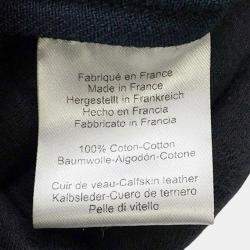 Fabriqué en France
Made in France
Hergestellt in Frankreich
Hecho en Francia
Fabbricato in Francia
100% Coton-Cotton
Baumwolle-Algodón-Cotone
Cuir de veau-Calfskin leather
Kalbsleder-Cuero de ternero
Pelle di vitello